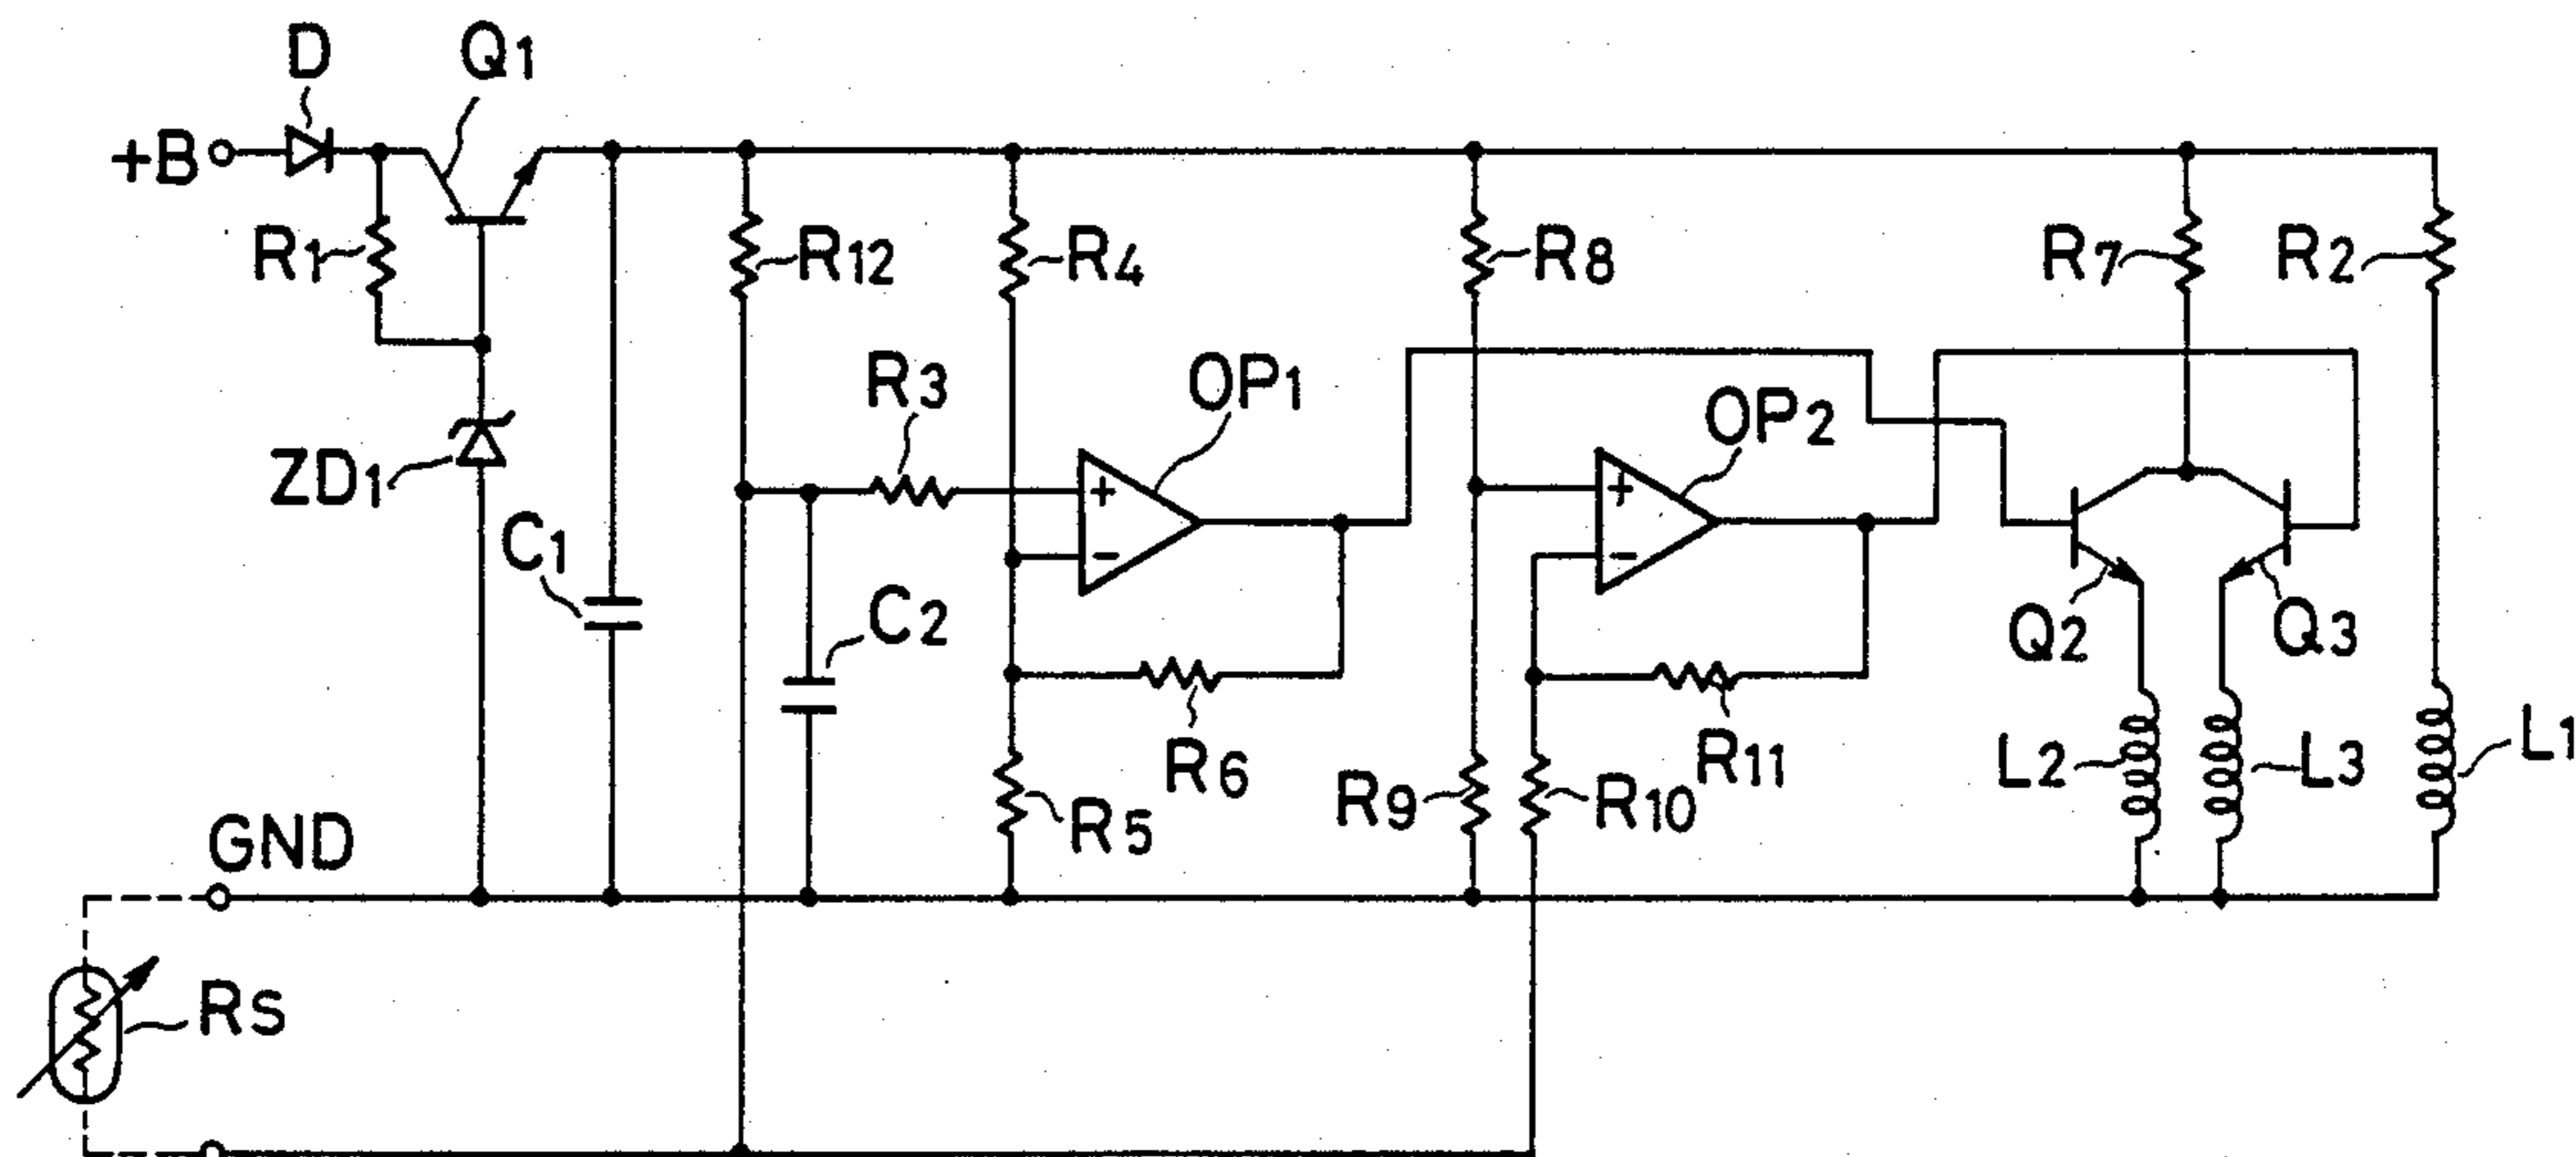 D
Q1
+B
R1
R12
R4
R8
R7
R2
R3
OP1
OP2
ZD1
C1
C2
+
-
+
-
Q2
Q3
R6
R11
L2
L3
L1
R5
R9
R10
GND
RS